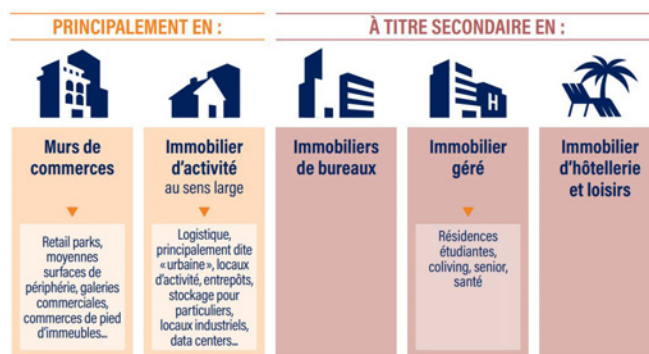 PRINCIPALEMENT EN :
À TITRE SECONDAIRE EN :
H
Murs de
commerces
Retail parks,
moyennes
surfaces de
périphérie, galeries
commerciales,
commerces de pied
d'immeubles...
Immobilier
d'activité
au sens large
Logistique,
principalement dite
« urbaine », locaux
d'activité, entrepôts,
stockage pour
particuliers,
locaux industriels,
data centers...
Immobiliers
de bureaux
Immobilier
géré
Résidences
étudiantes,
coliving, senior,
santé
Immobilier
d'hôtellerie
et loisirs